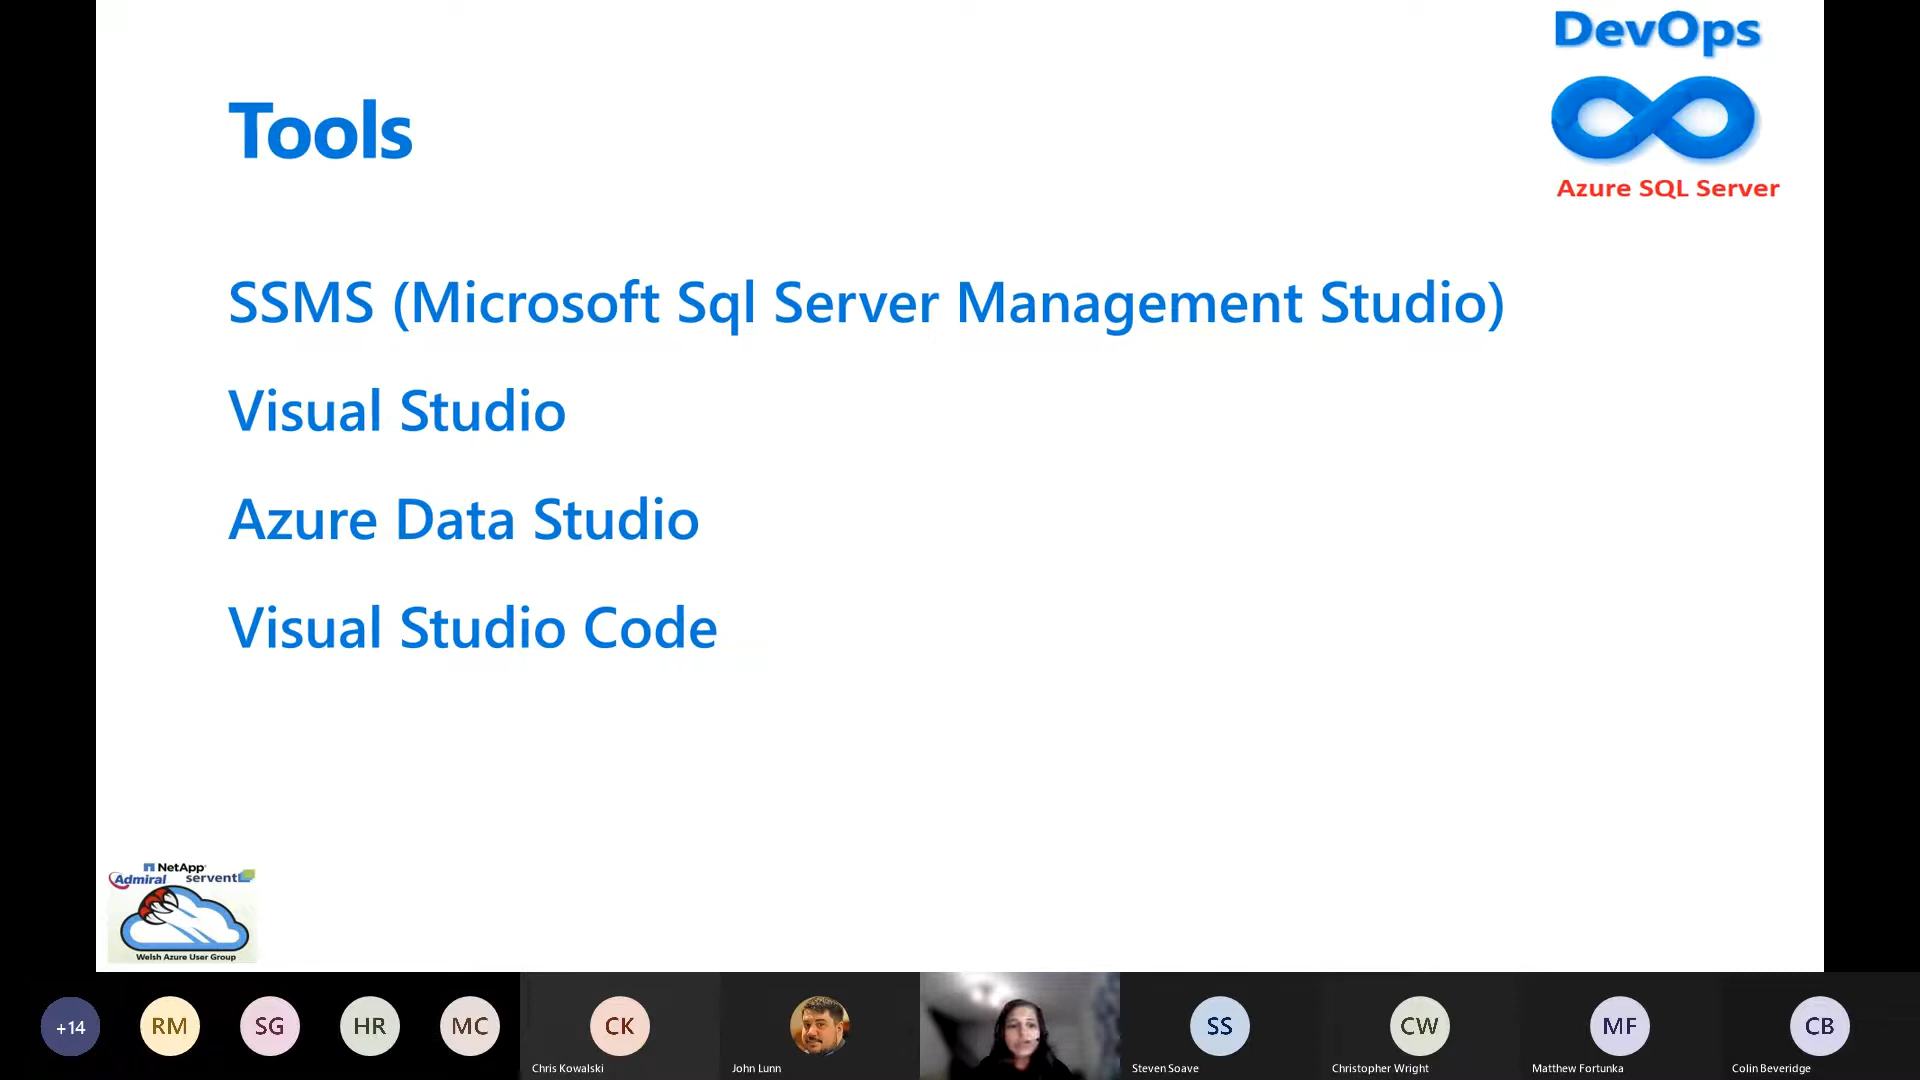 DevOps
Tools
Azure SQL Server
SSMS (Microsoft Sql Server Management Studio)
Visual Studio
Azure Data Studio
Visual Studio Code
NetApp
Admiral servent
Welsh Azure User Group
+14 RM SG HR MC CK SS CW MF CB
Chris Kowalski John Lunn Steven Soave Christopher Wright Matthew Fortunka Colin Beveridge